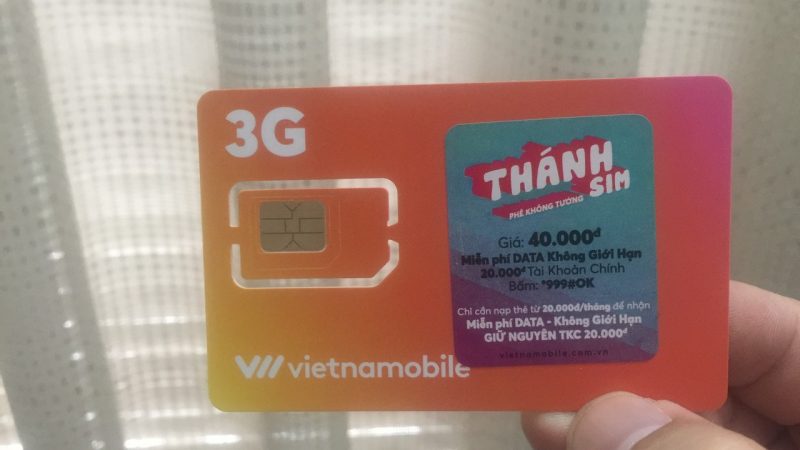 3G
THÁNH
SIM
PHÊ KHÔNG TƯỞNG
Giá: 40.000đ
Miễn phí DATA Không Giới Hạn
20.000đ Tài Khoản Chính
Bấm: *999#OK
Chỉ cần nạp thẻ từ 20.000đ/tháng để nhận
Miễn phí DATA - Không Giới Hạn
GIỮ NGUYÊN TKC 20.000đ
vietnamobile
vietnamobile.com.vn